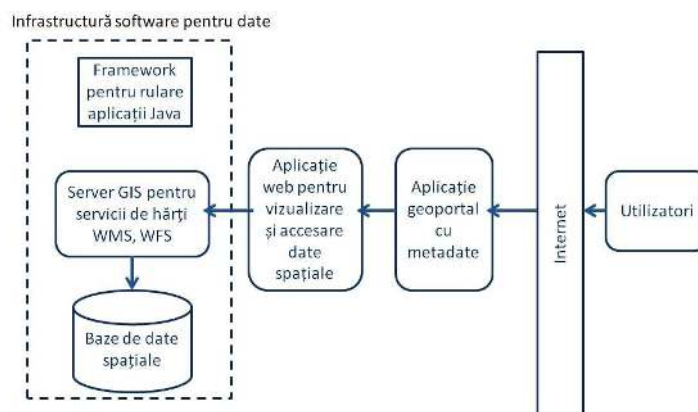 Infrastructură software pentru date
Framework
pentru rulare
aplicații Java
Server GIS pentru
servicii de hărți
WMS, WFS
Baze de date
spațiale
Aplicație
web pentru
vizualizare
și accesare
date
spațiale
Aplicație
geoportal
cu
metadate
Internet
Utilizatori